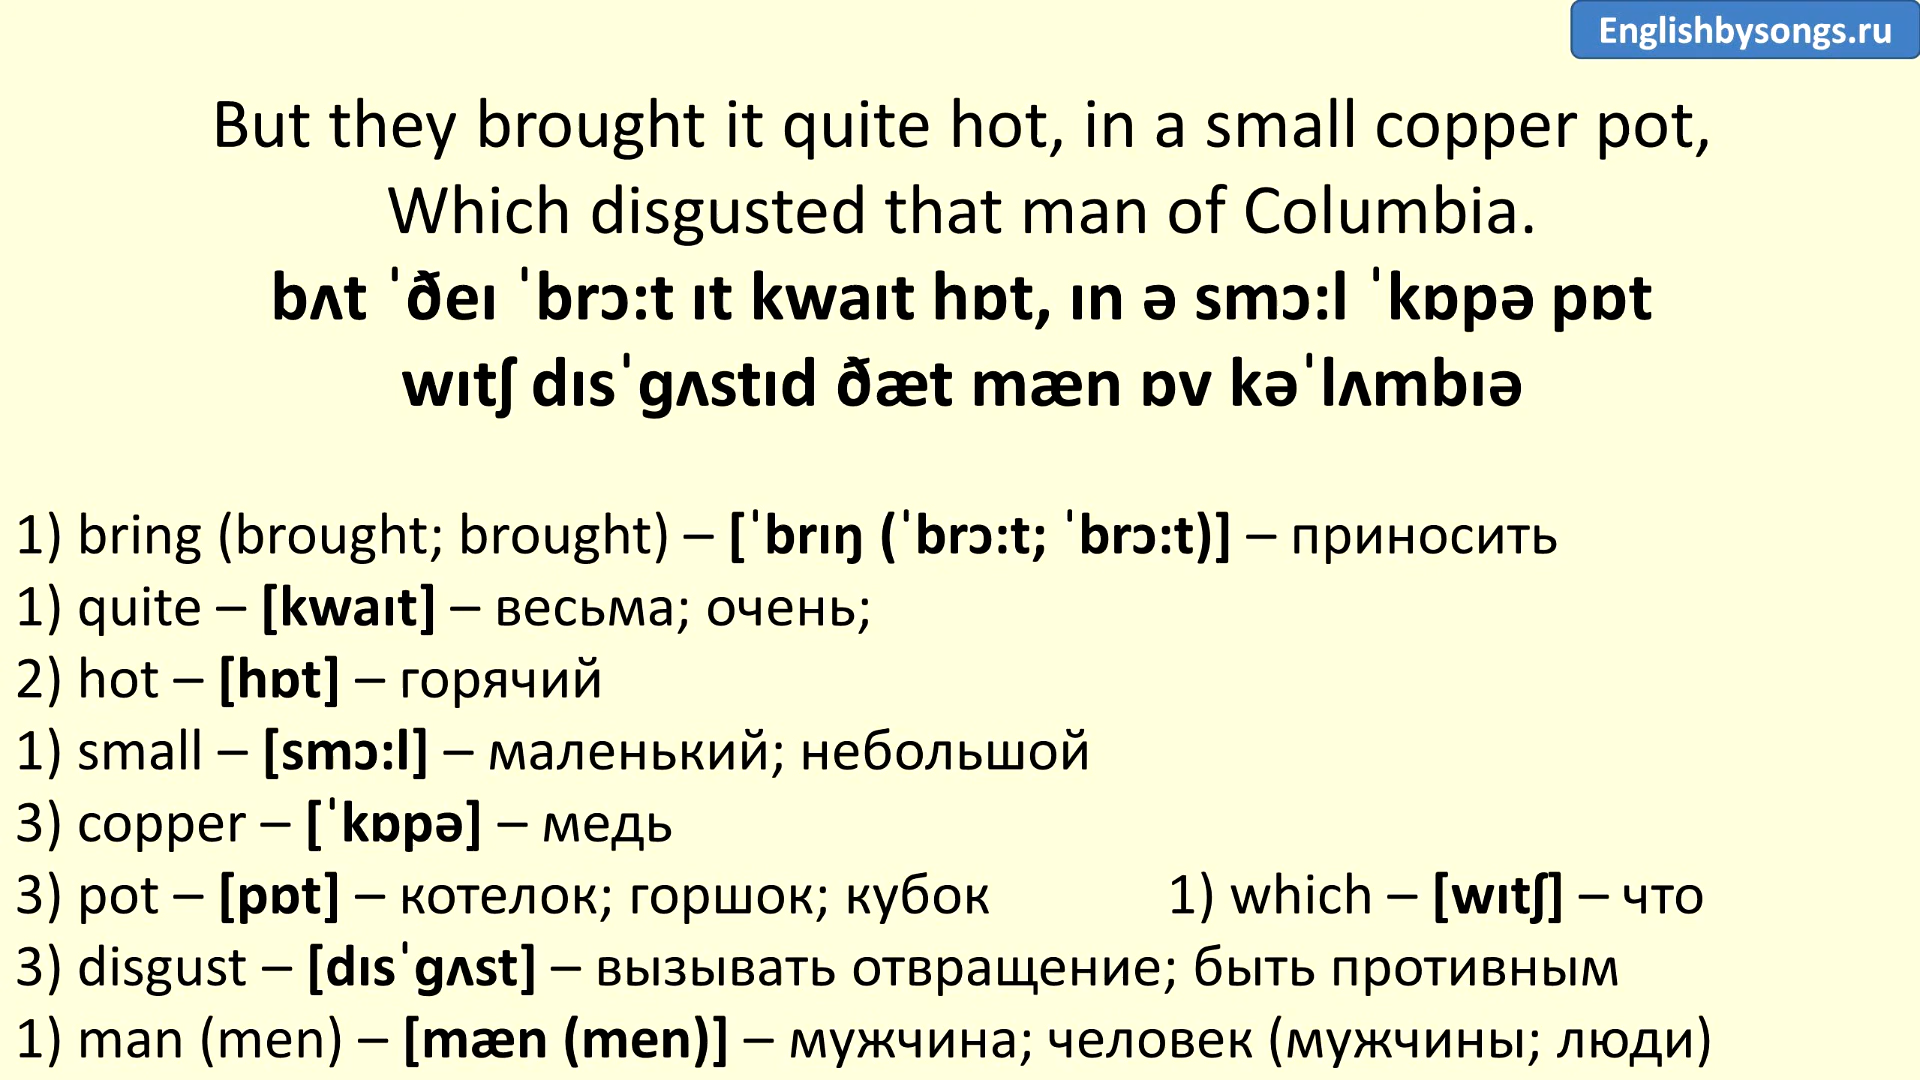 Englishbysongs.ru
But they brought it quite hot, in a small copper pot,
Which disgusted that man of Columbia.
bʌt ˈðeɪ ˈbrɔ:t ɪt kwaɪt hɒt, ɪn ə smɔ:l ˈkɒpə pɒt
wɪtʃ dɪsˈgʌstɪd ðæt mæn ɒv kəˈlʌmbɪə
1) bring (brought; brought) – [ˈbrɪŋ (ˈbrɔ:t; ˈbrɔ:t)] – приносить
1) quite – [kwaɪt] – весьма; очень;
2) hot – [hɒt] – горячий
1) small – [smɔ:l] – маленький; небольшой
3) copper – [ˈkɒpə] – медь
3) pot – [pɒt] – котелок; горшок; кубок 1) which – [wɪtʃ] – что
3) disgust – [dɪsˈgʌst] – вызывать отвращение; быть противным
1) man (men) – [mæn (men)] – мужчина; человек (мужчины; люди)